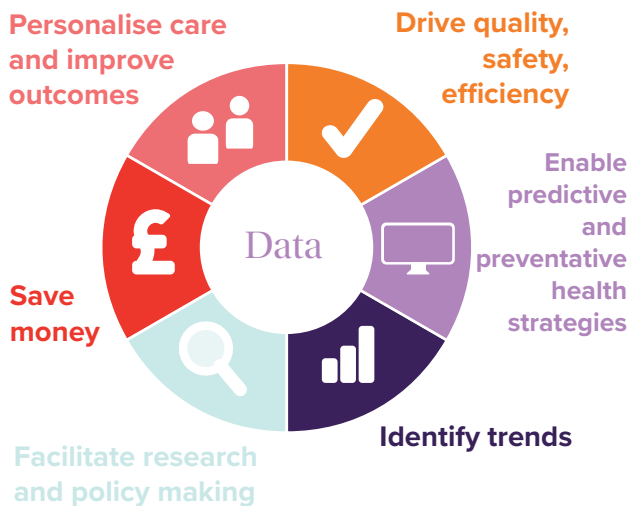 Personalise care
and improve
outcomes
Drive quality,
safety,
efficiency
Enable
predictive
and
preventative
health
strategies
Data
£
Save
money
Identify trends
Facilitate research
and policy making